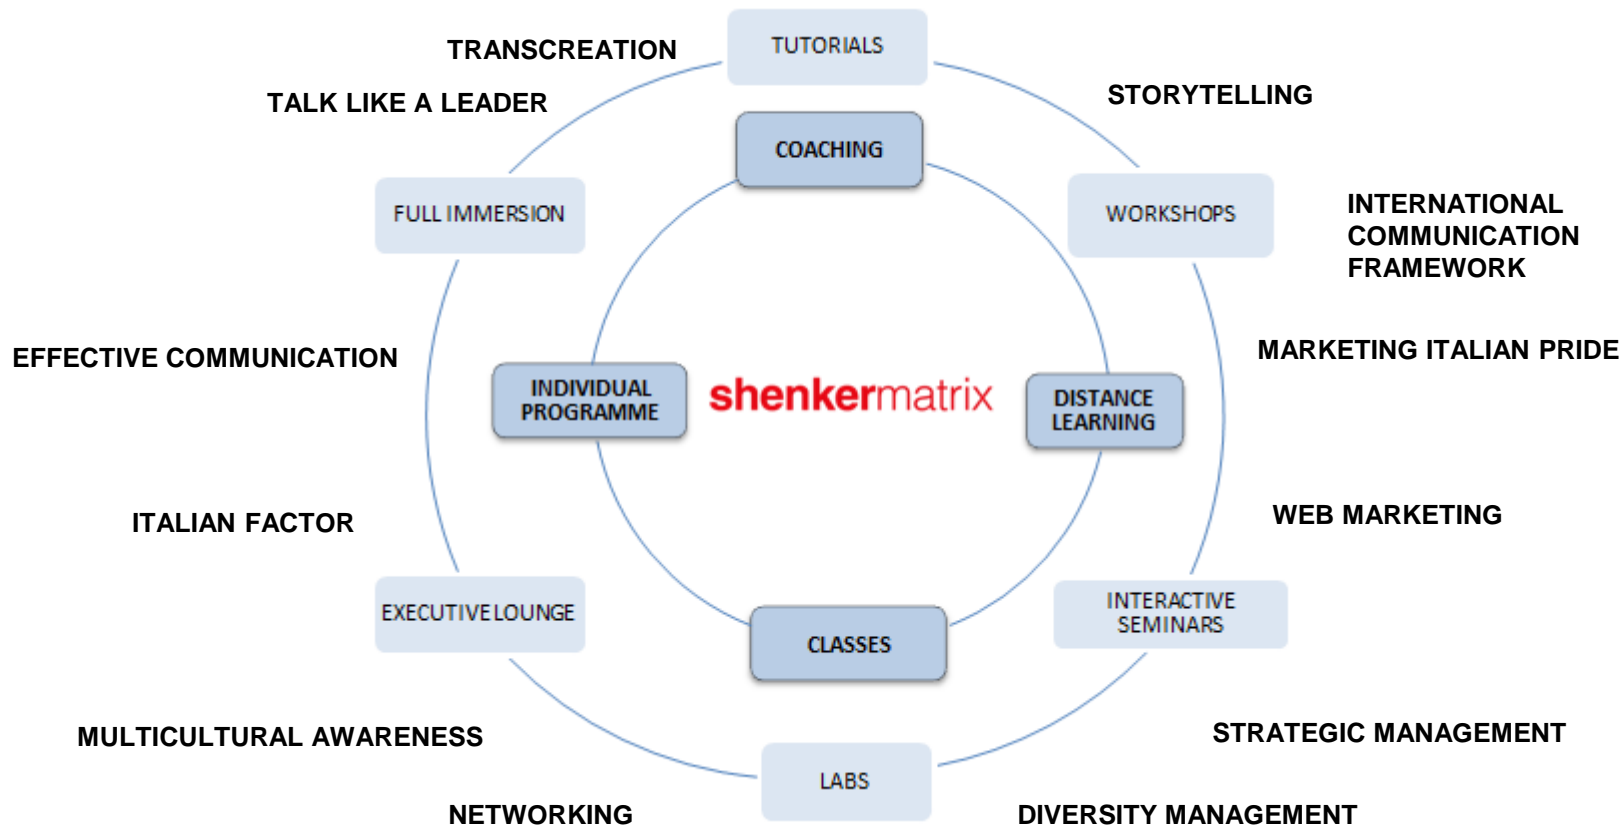 TUTORIALS
TRANSCREATION
STORYTELLING
TALK LIKE A LEADER
COACHING
FULL IMMERSION
WORKSHOPS
INTERNATIONAL
COMMUNICATION
FRAMEWORK
EFFECTIVE COMMUNICATION
MARKETING ITALIAN PRIDE
INDIVIDUAL
PROGRAMME
shenkermatrix
DISTANCE
LEARNING
ITALIAN FACTOR
WEB MARKETING
EXECUTIVE LOUNGE
INTERACTIVE
SEMINARS
CLASSES
MULTICULTURAL AWARENESS
STRATEGIC MANAGEMENT
LABS
NETWORKING
DIVERSITY MANAGEMENT